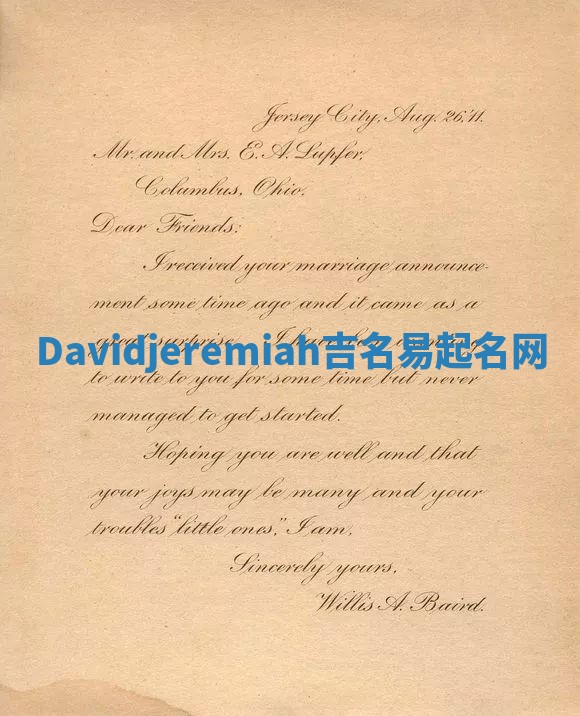 Jersey City, Aug. 26,'11.
Mr. and Mrs. E. A. Lupfer,
Columbus, Ohio.
Dear Friends:
I received your marriage announce-
ment some time ago and it came as a
great surprise. I have
Davidjeremiah吉名易起名网
to write to you for some time but never
managed to get started.
Hoping you are well and that
your joys may be many and your
troubles "little ones," I am,
Sincerely yours,
Willis A. Baird.